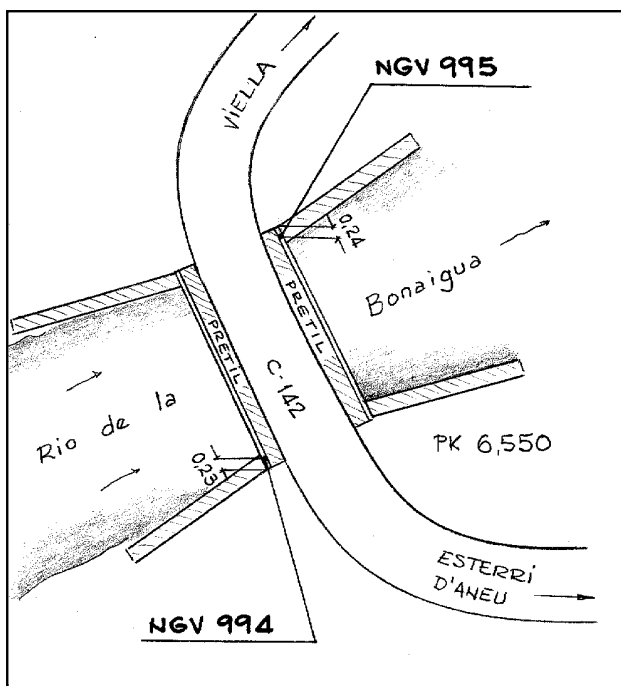 VIELLA
NGV 995
0,24
Bonaigua
PRETIL
PRETIL
C-142
Rio de la
0,23
PK 6,550
ESTERRI
D'ANEU
NGV 994